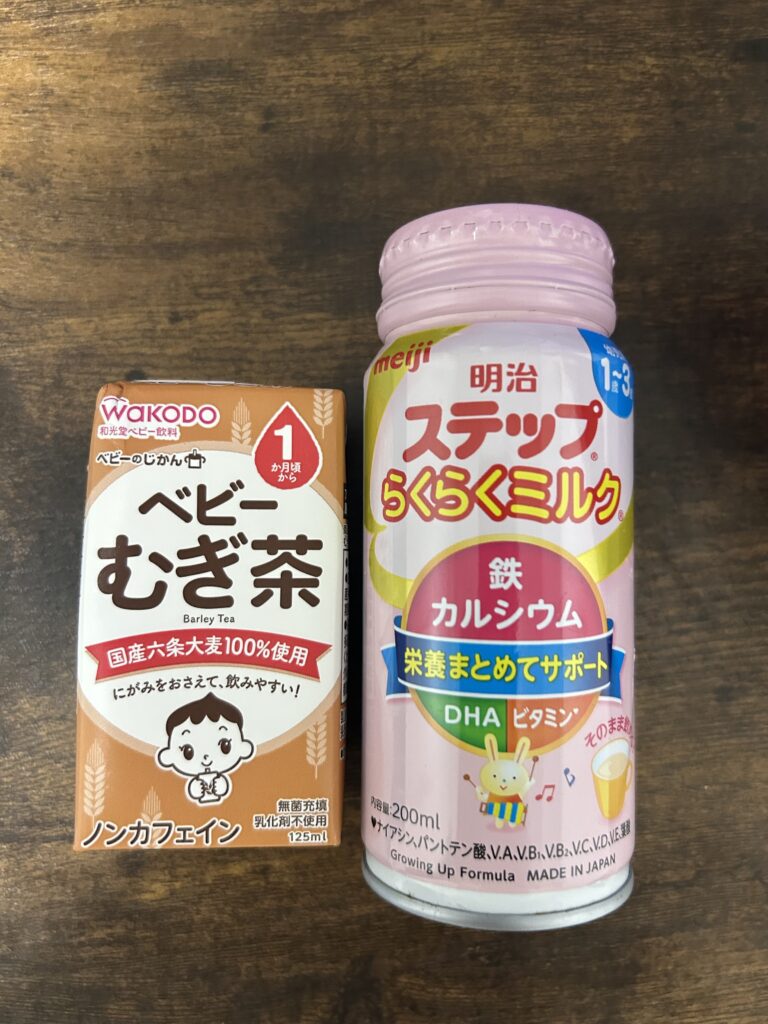 WAKODO
和光堂ベビー飲料
ベビーのじかん
1
か月頃
から
ベビー
むぎ茶
Barley Tea
国産六条大麦100%使用
にがみをおさえて、飲みやすい!
無菌充填
乳化剤不使用
125ml
ノンカフェイン
meiji
1~3
歳
明治
ステップ®
らくらくミルク®
鉄
カルシウム
栄養まとめてサポート
DHA ビタミン♥
そのまま飲
内容量:200ml
♥ナイアシン、パントテン酸、V.A、V.B₁、V.B₂、V.C、V.D、V.E、葉酸
Growing Up Formula MADE IN JAPAN